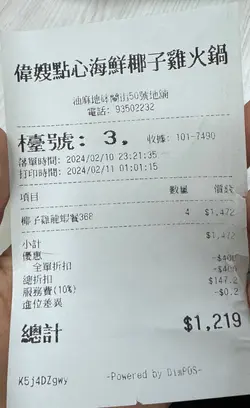 偉嫂點心海鮮椰子雞火鍋
油麻地砵蘭街50號地舖
電話: 93502232
檯號: 3, 收據: 101-7490
落單時間: 2024/02/10 23:21:35
打印時間: 2024/02/11 01:01:15
項目 數量 價錢
椰子雞龍蝦餐368 4 $1,472
小計 $1,472
優惠
全單折扣 -$400
總折扣 -$400
服務費(10%) $147.2
進位差異 -$0.2
總計 $1,219
K5j4DZgwy -Powered by DimPOS-